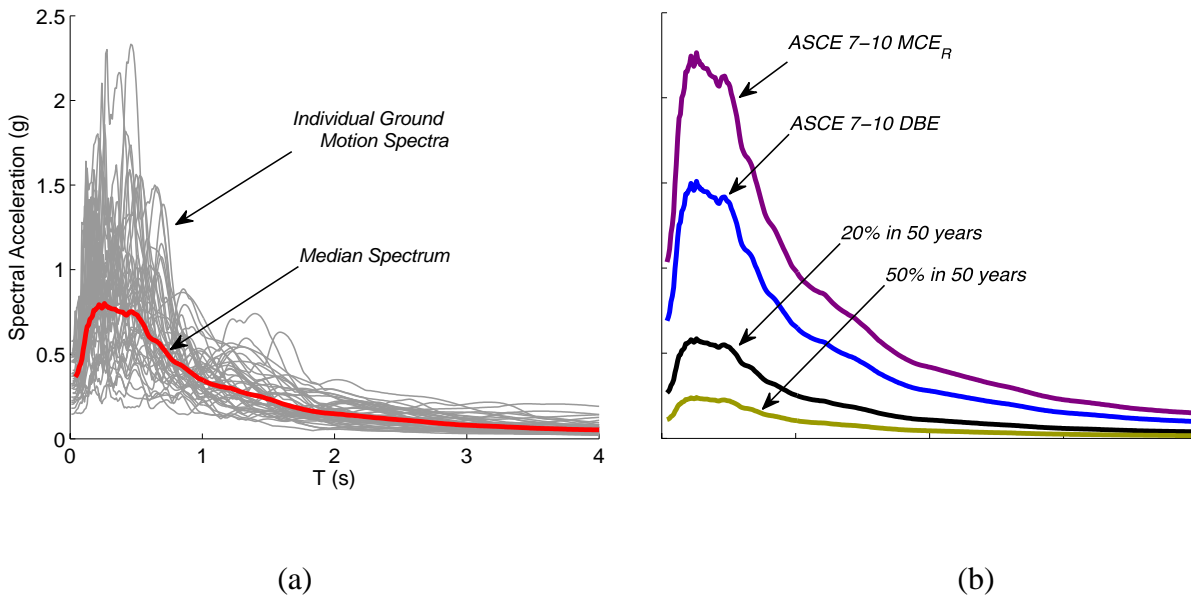 2.5
2
1.5
1
0.5
0
Spectral Acceleration (g)
Individual Ground
Motion Spectra
Median Spectrum
0 1 2 3 4
T (s)
(a)
ASCE 7−10 MCE_R
ASCE 7−10 DBE
20% in 50 years
50% in 50 years
(b)